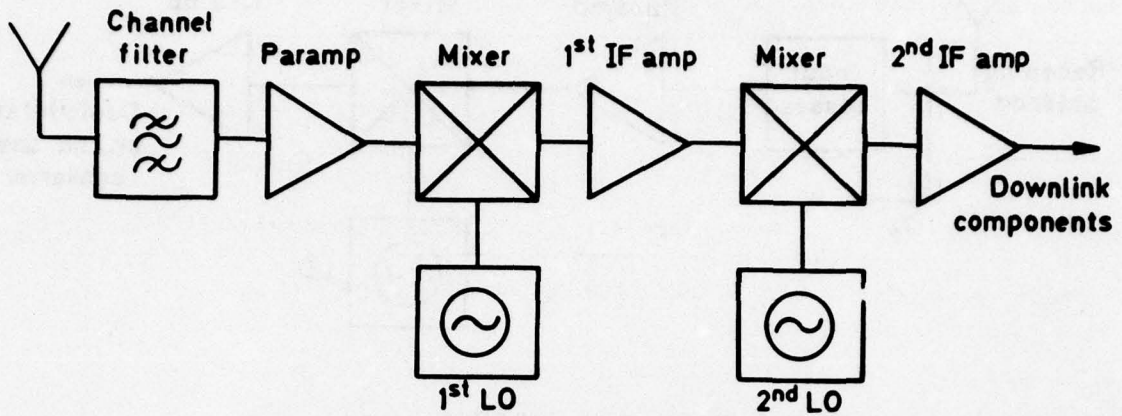 Channel
filter
Paramp
Mixer
1st IF amp
Mixer
2nd IF amp
Downlink
components
1st LO
2nd LO